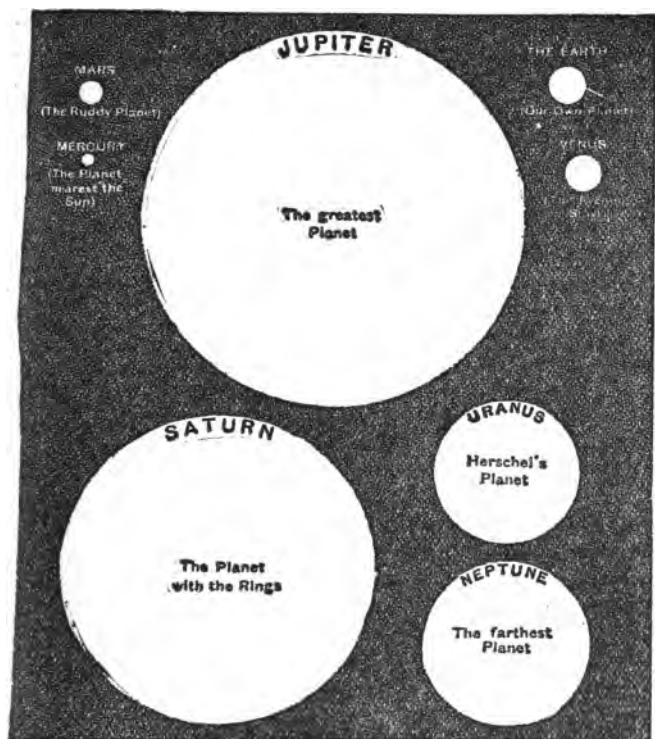 JUPITER
The greatest
Planet
MARS
(The Ruddy Planet)
MERCURY
(The Planet
nearest the
Sun)
THE EARTH
(Our Own Planet)
VENUS
SATURN
The Planet
with the Rings
URANUS
Herschel's
Planet
NEPTUNE
The farthest
Planet